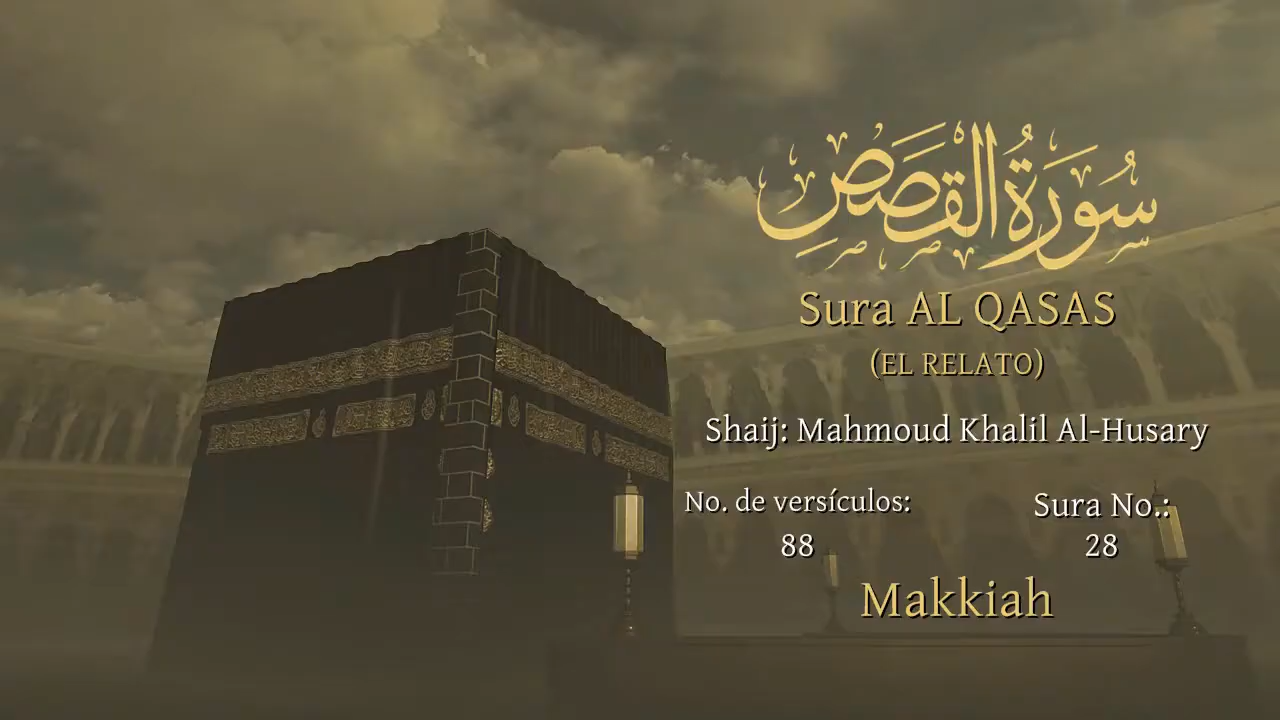 سُورَةُ القَصَصِ
Sura AL QASAS
(EL RELATO)
Shaij: Mahmoud Khalil Al-Husary
No. de versículos: Sura No.:
88 28
Makkiah